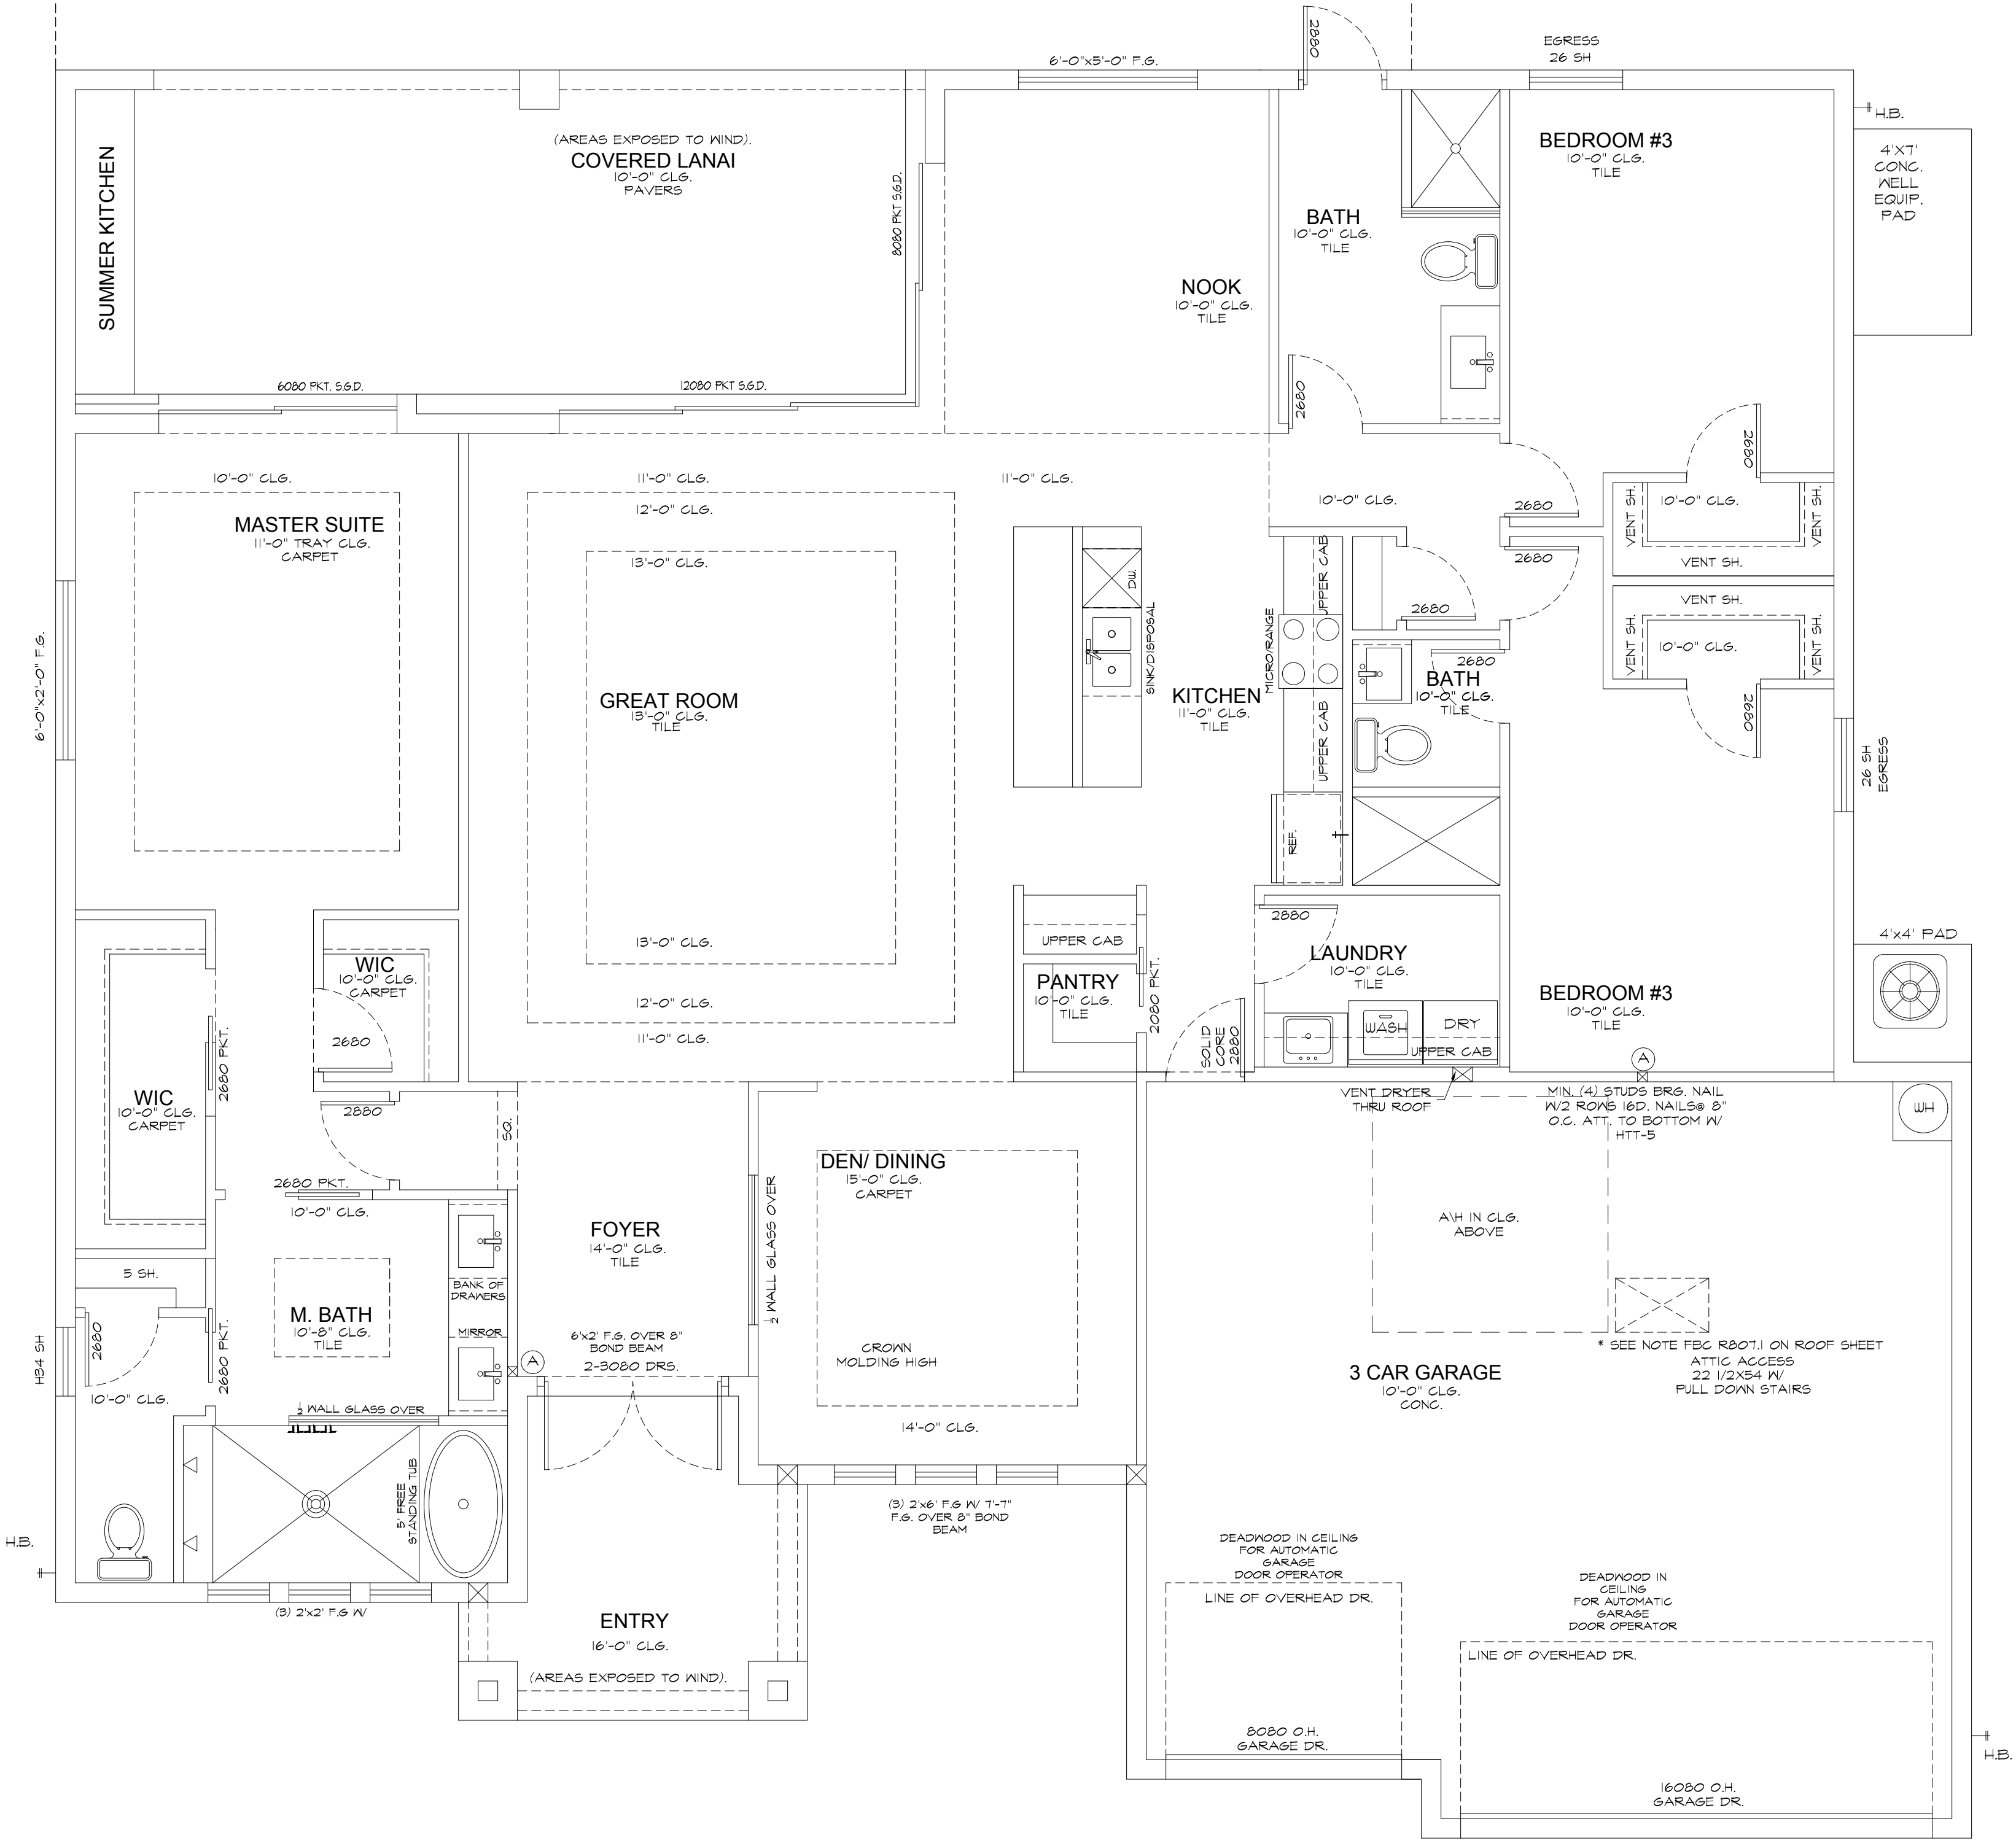 2880
EGRESS
26 SH
6'-0"x5'-0" F.G.
H.B.
4'X7'
CONC.
WELL
EQUIP.
PAD
SUMMER KITCHEN
(AREAS EXPOSED TO WIND).
COVERED LANAI
10'-0" CLG.
PAVERS
8080 PKT S.G.D.
6080 PKT. S.G.D.
12080 PKT S.G.D.
NOOK
10'-0" CLG.
TILE
BATH
10'-0" CLG.
TILE
2680
BEDROOM #3
10'-0" CLG.
TILE
2680
10'-0" CLG.
MASTER SUITE
11'-0" TRAY CLG.
CARPET
6'-0"x2'-0" F.G.
11'-0" CLG.
12'-0" CLG.
13'-0" CLG.
GREAT ROOM
13'-0" CLG.
TILE
13'-0" CLG.
12'-0" CLG.
11'-0" CLG.
11'-0" CLG.
10'-0" CLG.
2680
2680
2680
VENT SH.
10'-0" CLG.
VENT SH.
VENT SH.
VENT SH.
VENT SH.
10'-0" CLG.
VENT SH.
2680
D.W.
SINK/DISPOSAL
KITCHEN
11'-0" CLG.
TILE
UPPER CAB
MICRO/RANGE
UPPER CAB
REF.
2680
BATH
10'-0" CLG.
TILE
26 SH
EGRESS
4'x4' PAD
UPPER CAB
PANTRY
10'-0" CLG.
TILE
2080 PKT.
2880
LAUNDRY
10'-0" CLG.
TILE
WASH
DRY
UPPER CAB
SOLID
CORE
2880
BEDROOM #3
10'-0" CLG.
TILE
A
WIC
10'-0" CLG.
CARPET
2680
2680 PKT.
WIC
10'-0" CLG.
CARPET
2880
SQ.
2680 PKT.
10'-0" CLG.
5 SH.
M. BATH
10'-8" CLG.
TILE
BANK OF
DRAWERS
MIRROR
2680
2680 PKT.
H34 SH
10'-0" CLG.
½ WALL GLASS OVER
5' FREE
STANDING TUB
(3) 2'x2' F.G W/
H.B.
FOYER
14'-0" CLG.
TILE
6'x2' F.G. OVER 8"
BOND BEAM
2-3080 DRS.
A
½ WALL GLASS OVER
DEN/ DINING
15'-0" CLG.
CARPET
CROWN
MOLDING HIGH
14'-0" CLG.
(3) 2'x6' F.G W/ 7'-7"
F.G. OVER 8" BOND
BEAM
ENTRY
16'-0" CLG.
(AREAS EXPOSED TO WIND).
VENT DRYER
THRU ROOF
MIN. (4) STUDS BRG. NAIL
W/2 ROWS 16D. NAILS@ 8"
O.C. ATT. TO BOTTOM W/
HTT-5
WH
A\H IN CLG.
ABOVE
* SEE NOTE FBC R807.1 ON ROOF SHEET
ATTIC ACCESS
22 1/2X54 W/
PULL DOWN STAIRS
3 CAR GARAGE
10'-0" CLG.
CONC.
DEADWOOD IN CEILING
FOR AUTOMATIC
GARAGE
DOOR OPERATOR
LINE OF OVERHEAD DR.
DEADWOOD IN
CEILING
FOR AUTOMATIC
GARAGE
DOOR OPERATOR
LINE OF OVERHEAD DR.
8080 O.H.
GARAGE DR.
16080 O.H.
GARAGE DR.
H.B.